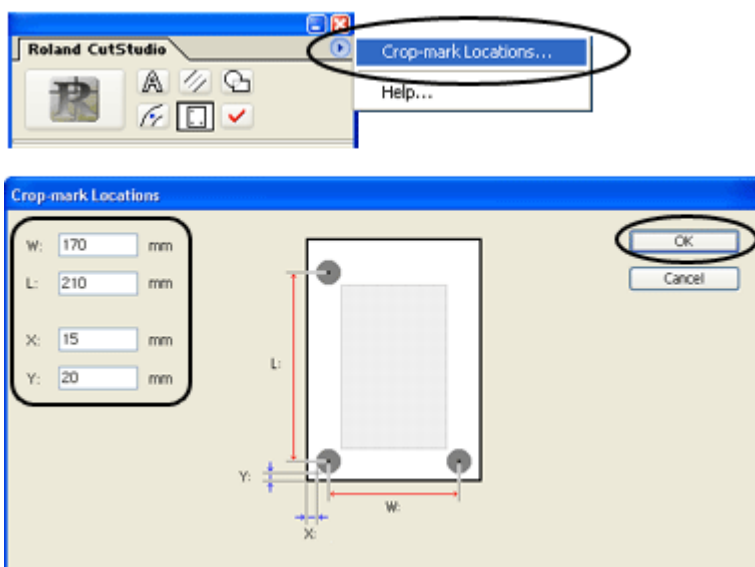 Roland CutStudio
Crop-mark Locations...
Help...
Crop-mark Locations
W: 170 mm
L: 210 mm
X: 15 mm
Y: 20 mm
OK
Cancel
L:
Y:
W:
X: